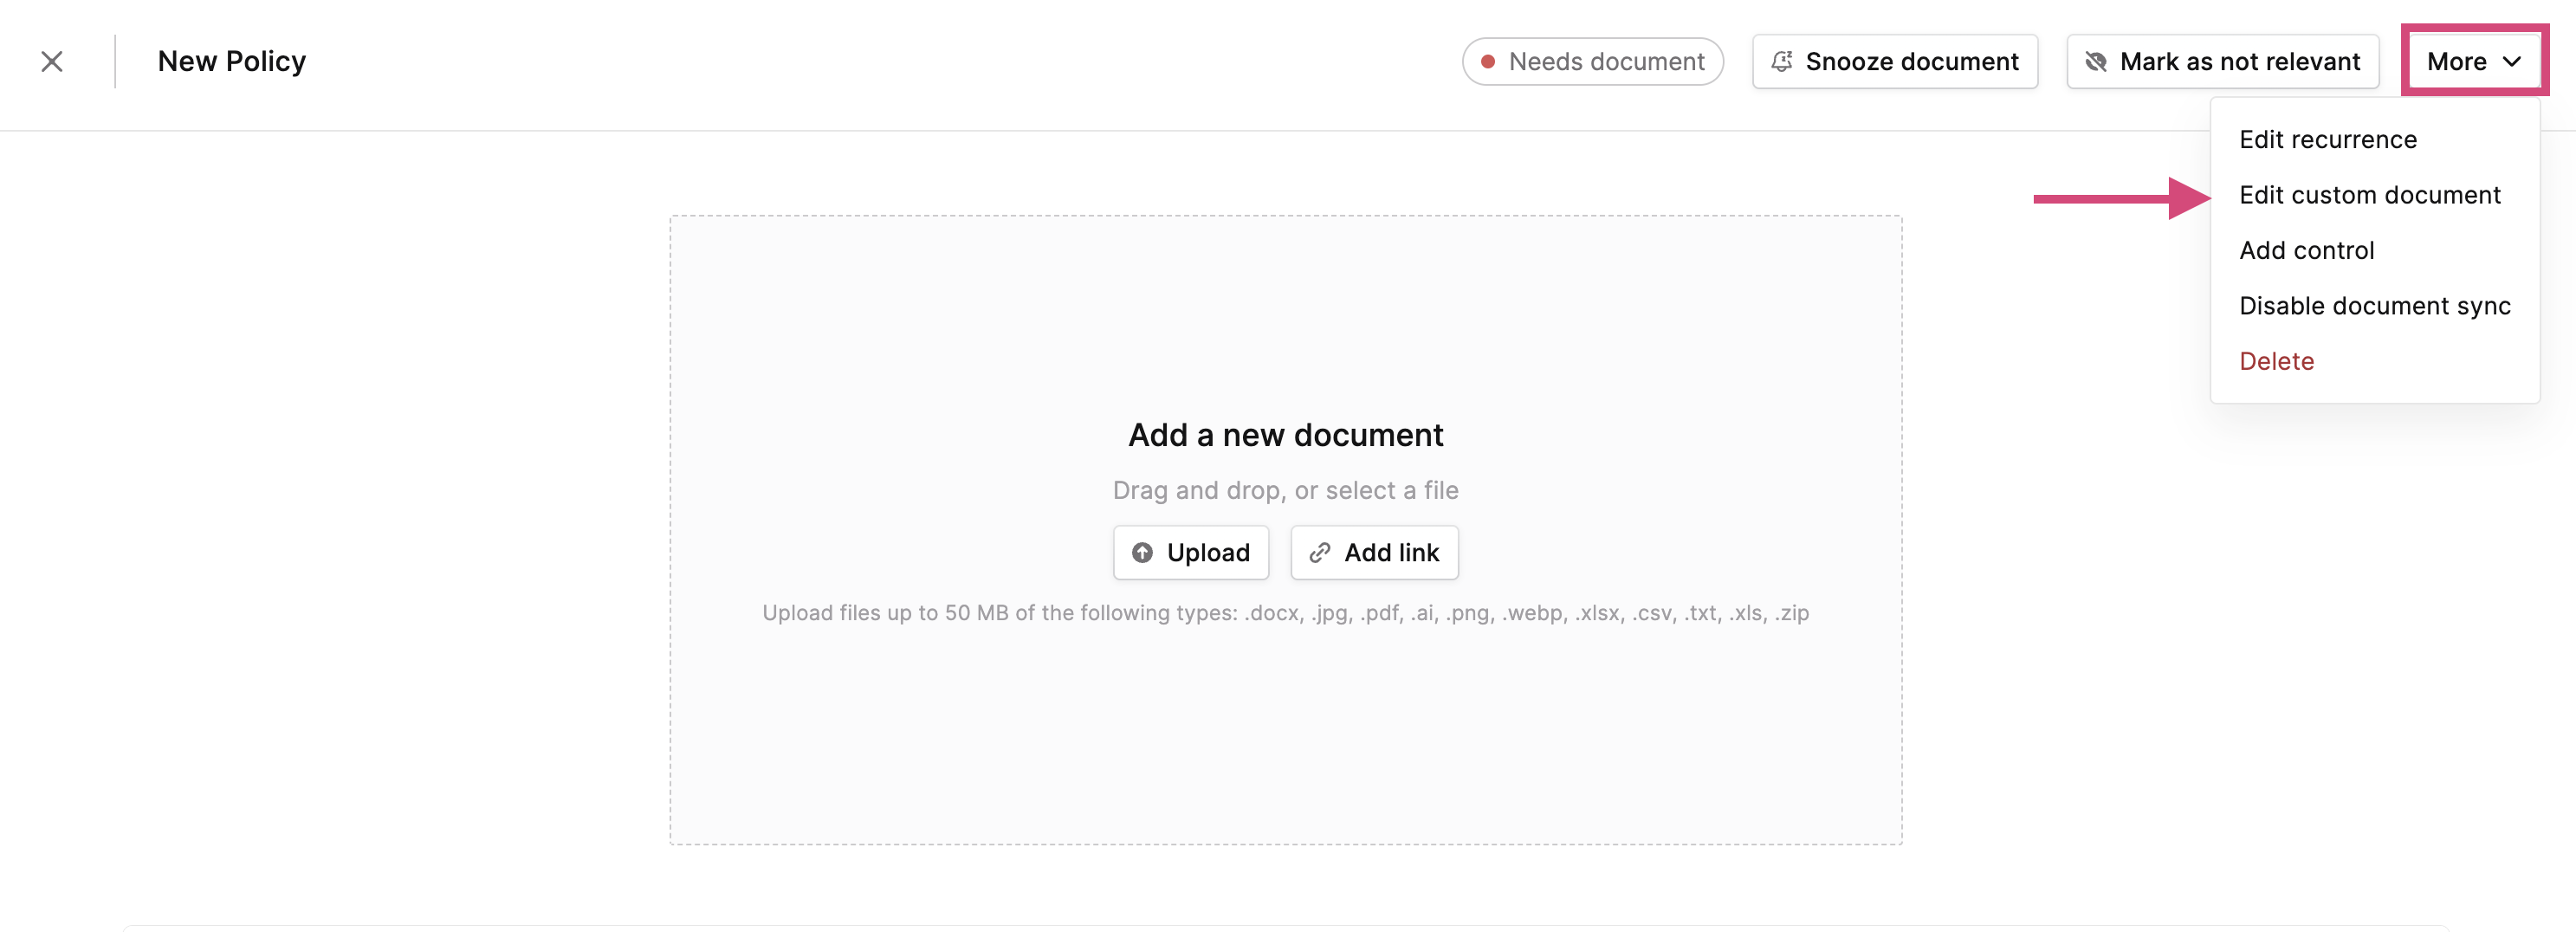 New Policy
Needs document
Snooze document
Mark as not relevant
More
Edit recurrence
Edit custom document
Add control
Disable document sync
Delete
Add a new document
Drag and drop, or select a file
Upload
Add link
Upload files up to 50 MB of the following types: .docx, .jpg, .pdf, .ai, .png, .webp, .xlsx, .csv, .txt, .xls, .zip